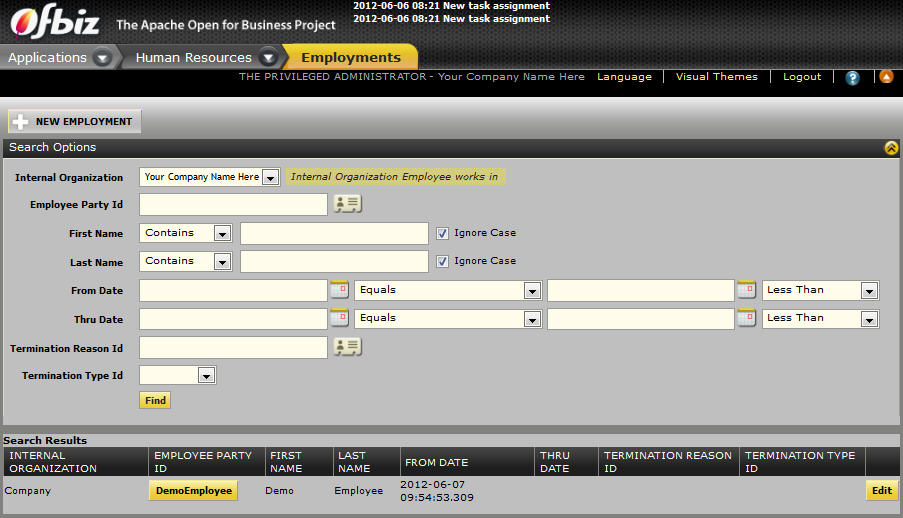 2012-06-06 08:21 New task assignment
2012-06-06 08:21 New task assignment
Ofbiz The Apache Open for Business Project
Applications Human Resources Employments
THE PRIVILEGED ADMINISTRATOR - Your Company Name Here Language Visual Themes Logout ?
NEW EMPLOYMENT
Search Options
Internal Organization Your Company Name Here Internal Organization Employee works in
Employee Party Id
First Name Contains Ignore Case
Last Name Contains Ignore Case
From Date Equals Less Than
Thru Date Equals Less Than
Termination Reason Id
Termination Type Id
Find
Search Results
INTERNAL ORGANIZATION EMPLOYEE PARTY ID FIRST NAME LAST NAME FROM DATE THRU DATE TERMINATION REASON ID TERMINATION TYPE ID
Company DemoEmployee Demo Employee 2012-06-07 09:54:53.309 Edit